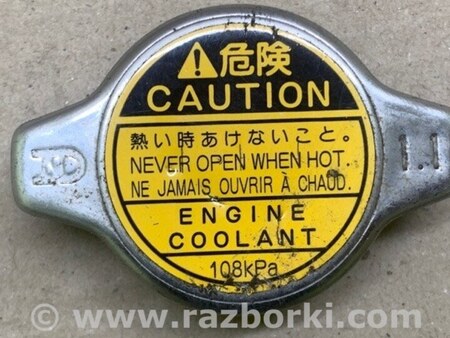 危険
CAUTION
熱い時あけないこと。
NEVER OPEN WHEN HOT.
NE JAMAIS OUVRIR À CHAUD.
ENGINE
COOLANT
108kPa
1.1
© www.razborki.com